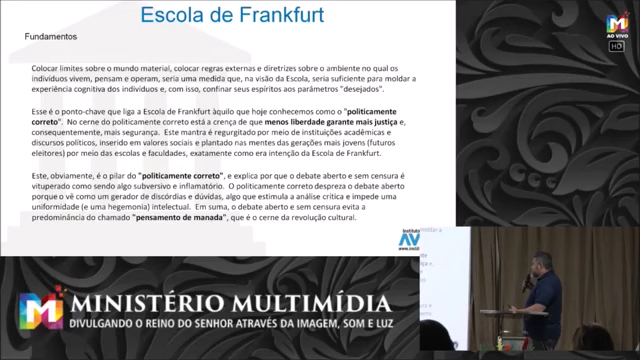 Escola de Frankfurt
AO VIVO
HD
Fundamentos
Colocar limites sobre o mundo material, colocar regras externas e diretrizes sobre o ambiente no qual os
individuos vivem, pensam e operam, seria uma medida que, na visão da Escola, seria suficiente para moldar a
experiência cognitiva dos individuos e, com isso, confinar seus espíritos aos parâmetros "desejados".
Esse é o ponto-chave que liga a Escola de Frankfurt àquilo que hoje conhecemos como o "politicamente
correto". No cerne do politicamente correto está a crença de que menos liberdade garante mais justiça e,
consequentemente, mais segurança. Este mantra é regurgitado por meio de instituições acadêmicas e
discursos políticos, inserido em valores sociais e plantado nas mentes das gerações mais jovens (futuros
eleitores) por meio das escolas e faculdades, exatamente como era intenção da Escola de Frankfurt.
Este, obviamente, é o pilar do "politicamente correto", e explica por que o debate aberto e sem censura é
vituperado como sendo algo subversivo e inflamatório. O politicamente correto despreza o debate aberto
porque o vê como um gerador de discórdias e dúvidas, algo que estimula a análise crítica e impede uma
uniformidade (e uma hegemonia) intelectual. Em suma, o debate aberto e sem censura evita a
predominância do chamado "pensamento de manada", que é o cerne da revolução cultural.
Instituto
AV
MINISTÉRIO MULTIMÍDIA
DIVULGANDO O REINO DO SENHOR ATRAVÉS DA IMAGEM, SOM E LUZ